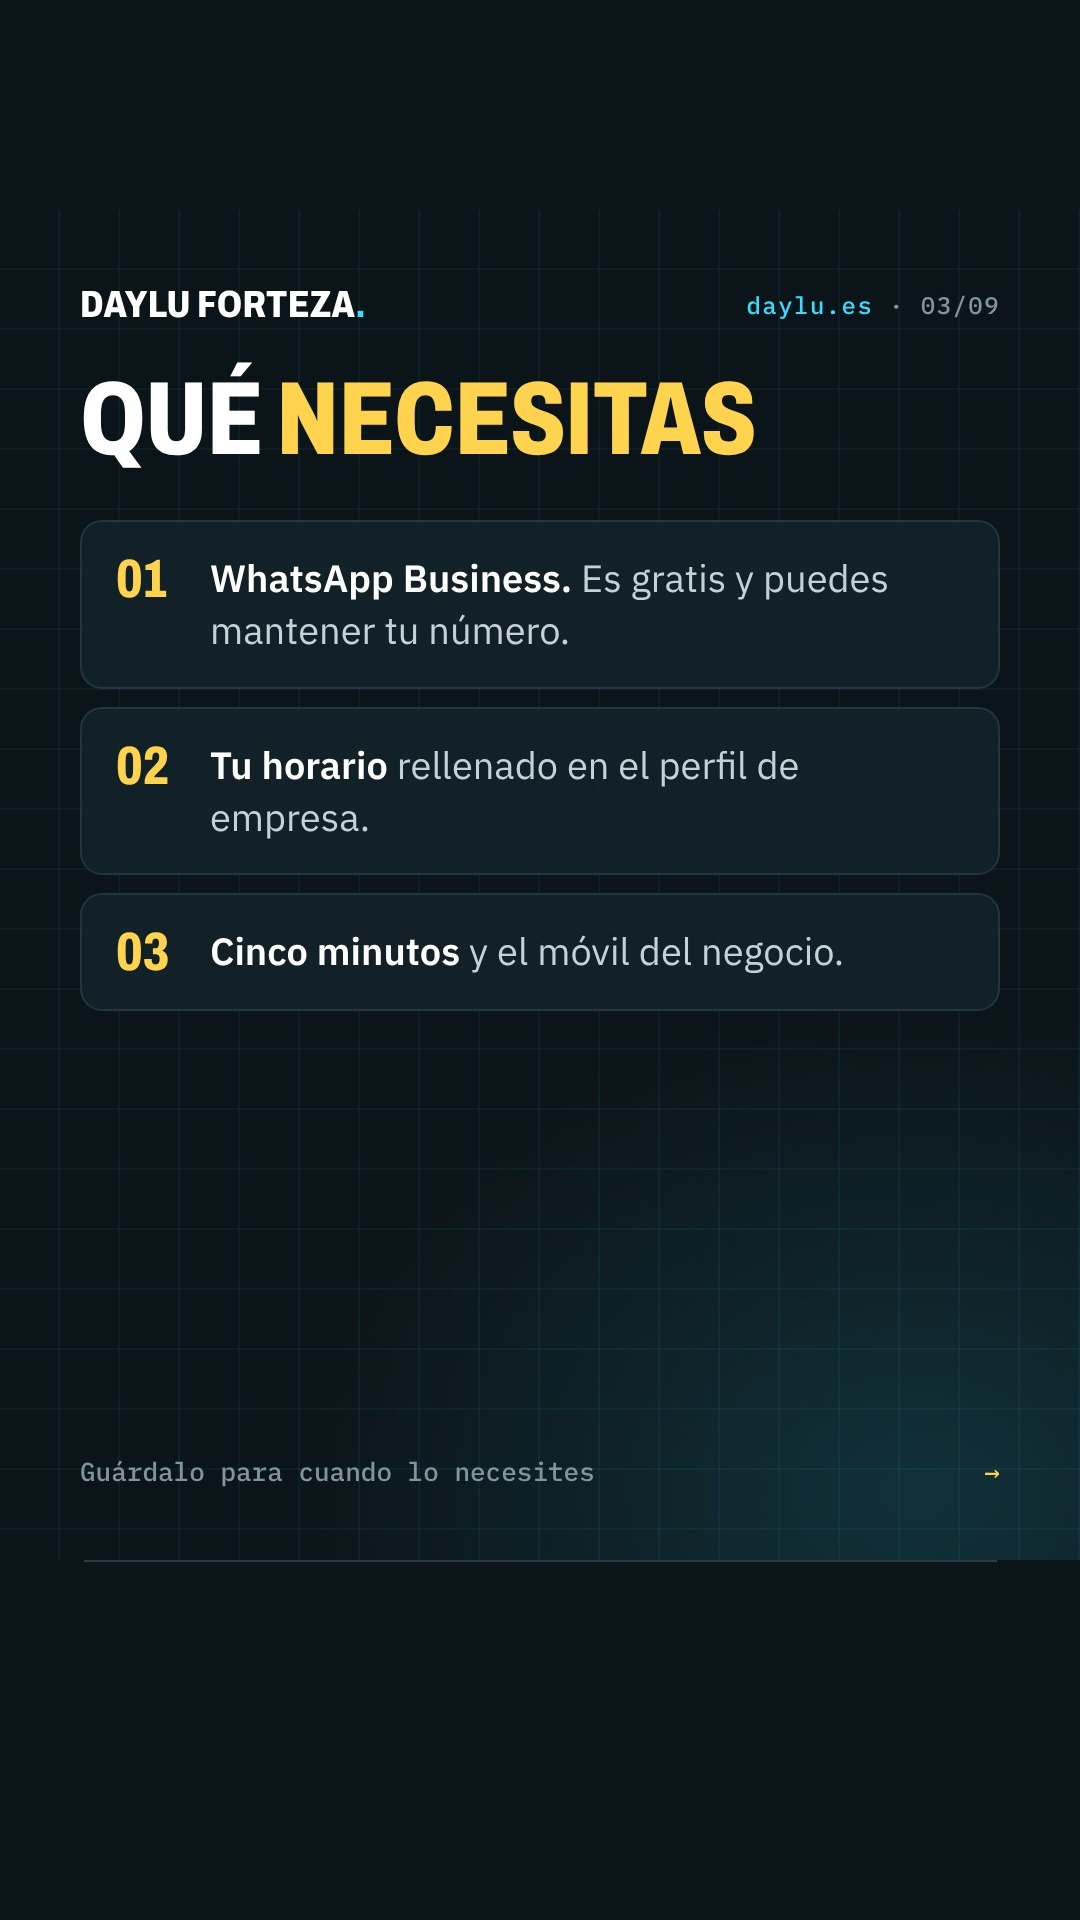 DAYLU FORTEZA.
daylu.es · 03/09
QUÉ NECESITAS
01 WhatsApp Business. Es gratis y puedes
mantener tu número.
02 Tu horario rellenado en el perfil de
empresa.
03 Cinco minutos y el móvil del negocio.
Guárdalo para cuando lo necesites →